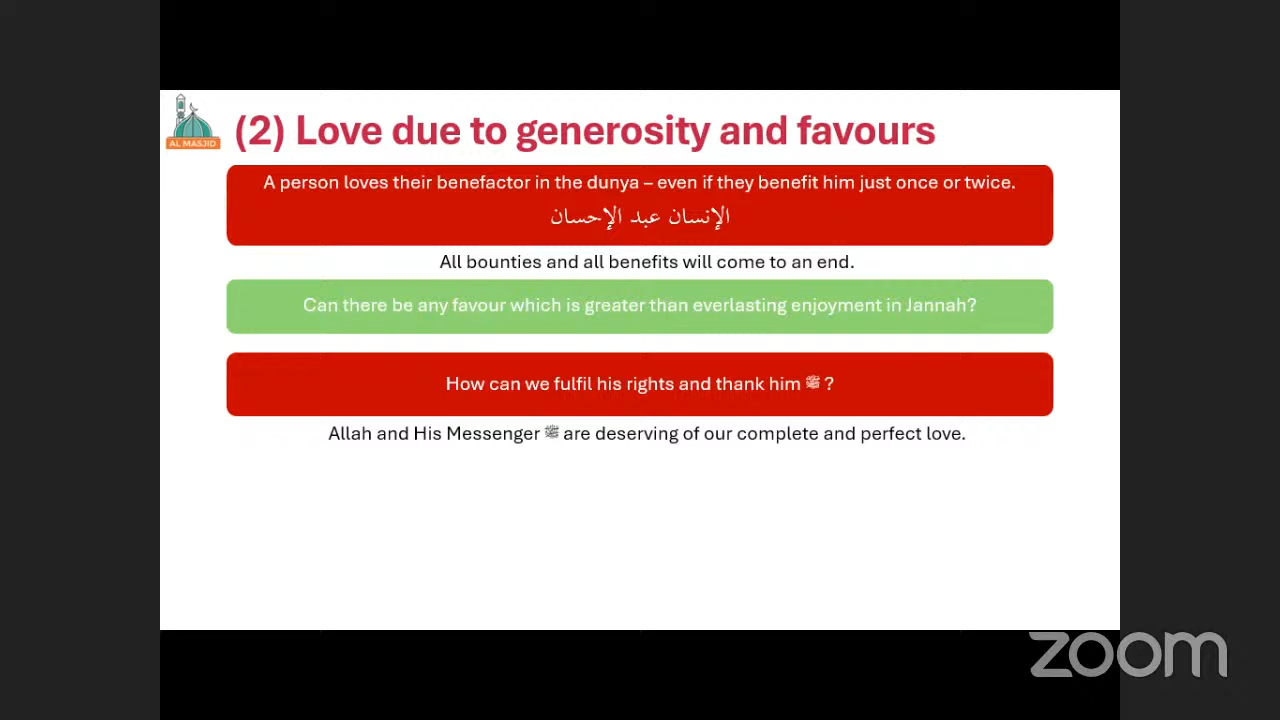 AL MASJID
(2) Love due to generosity and favours
A person loves their benefactor in the dunya – even if they benefit him just once or twice.
الإنسان عبد الإحسان
All bounties and all benefits will come to an end.
Can there be any favour which is greater than everlasting enjoyment in Jannah?
How can we fulfil his rights and thank him ﷺ ?
Allah and His Messenger ﷺ are deserving of our complete and perfect love.
zoom